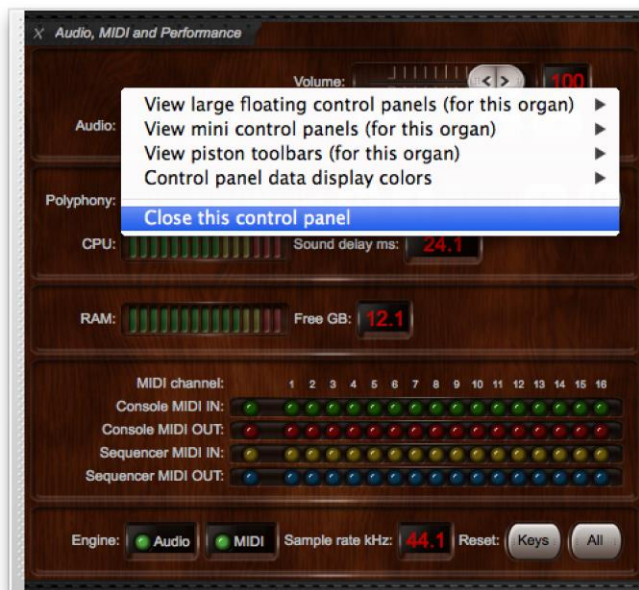 X Audio, MIDI and Performance
Volume: 100
View large floating control panels (for this organ)
Audio:
View mini control panels (for this organ)
View piston toolbars (for this organ)
Control panel data display colors
Polyphony:
Close this control panel
CPU: Sound delay ms: 24.1
RAM: Free GB: 12.1
MIDI channel: 1 2 3 4 5 6 7 8 9 10 11 12 13 14 15 16
Console MIDI IN:
Console MIDI OUT:
Sequencer MIDI IN:
Sequencer MIDI OUT:
Engine: Audio MIDI Sample rate kHz: 44.1 Reset: Keys All